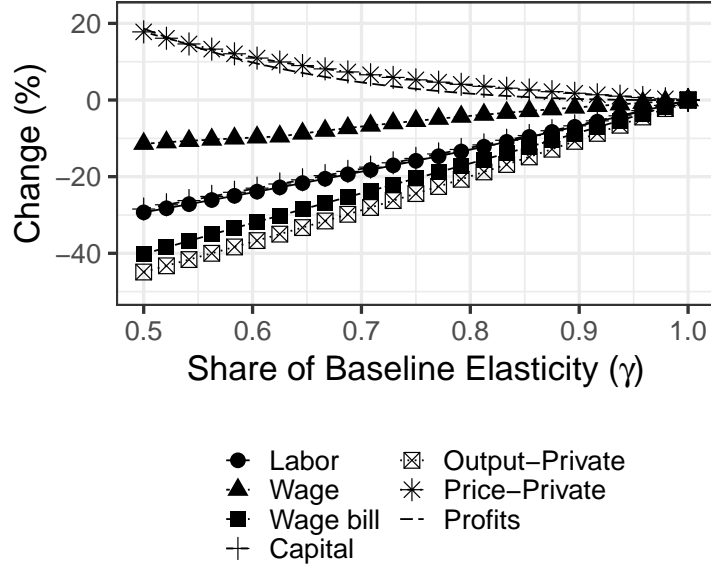 20
0
−20
−40
Change (%)
0.5 0.6 0.7 0.8 0.9 1.0
Share of Baseline Elasticity (γ)
Labor Output−Private
Wage Price−Private
Wage bill Profits
Capital